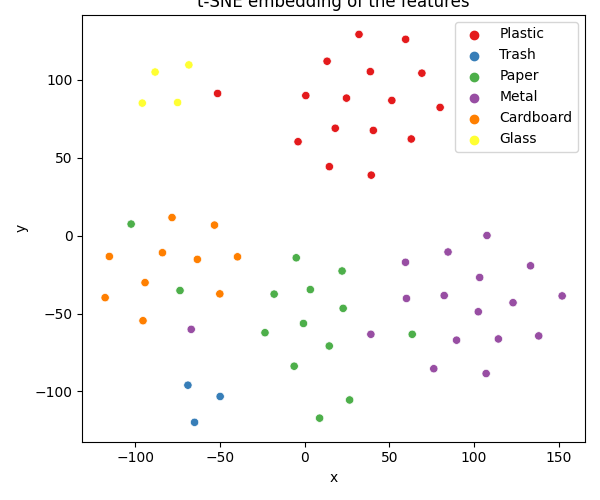 t-SNE embedding of the features
Plastic
Trash
Paper
Metal
Cardboard
Glass
100
50
0
−50
−100
y
−100
−50
0
50
100
150
x